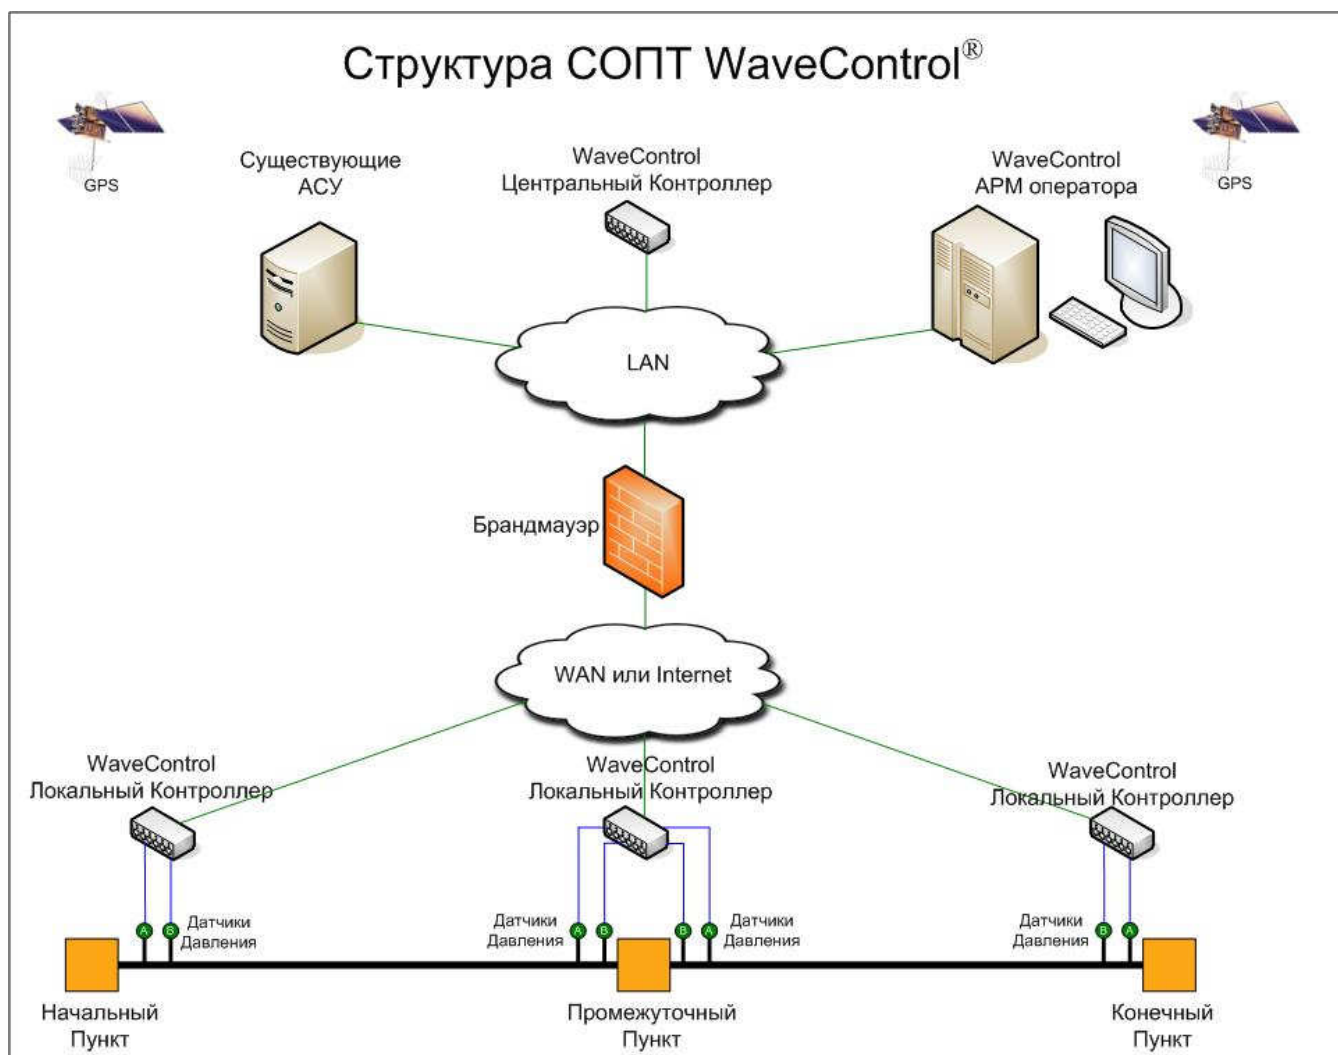 Структура СОПТ WaveControl®
GPS
Существующие
АСУ
WaveControl
Центральный Контроллер
WaveControl
АРМ оператора
GPS
LAN
Брандмауэр
WAN или Internet
WaveControl
Локальный Контроллер
WaveControl
Локальный Контроллер
WaveControl
Локальный Контроллер
A
B
Датчики
Давления
Датчики
Давления
A
B
B
A
Датчики
Давления
Датчики
Давления
B
A
Начальный
Пункт
Промежуточный
Пункт
Конечный
Пункт